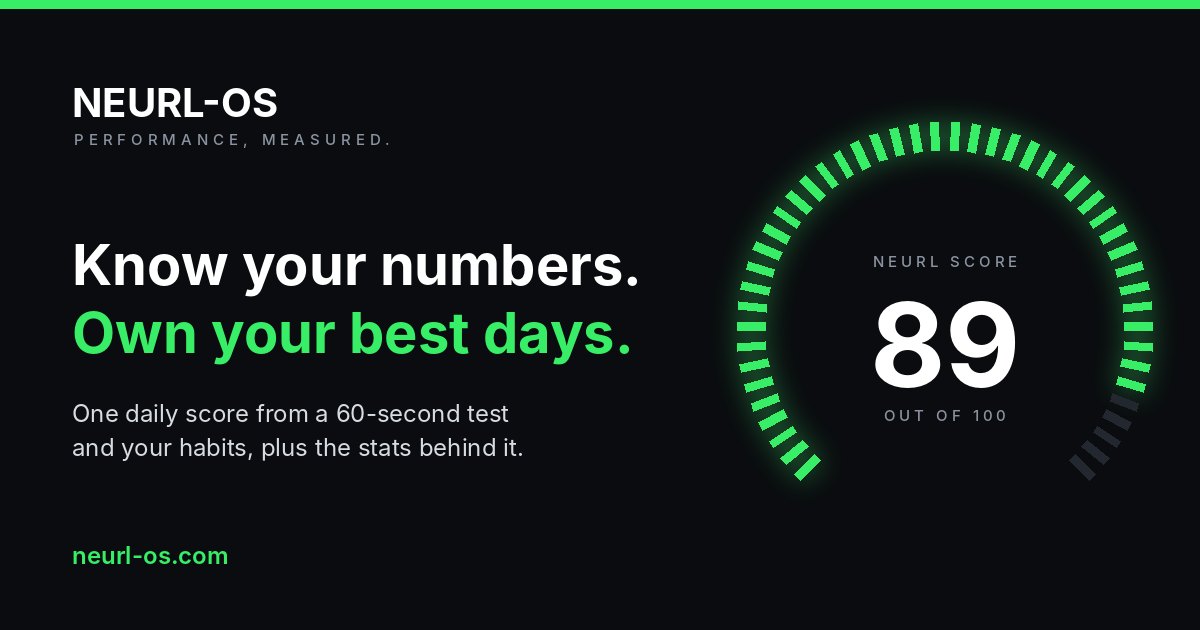 NEURL-OS
PERFORMANCE, MEASURED.
Know your numbers.
Own your best days.
One daily score from a 60-second test
and your habits, plus the stats behind it.
neurl-os.com
NEURL SCORE
89
OUT OF 100